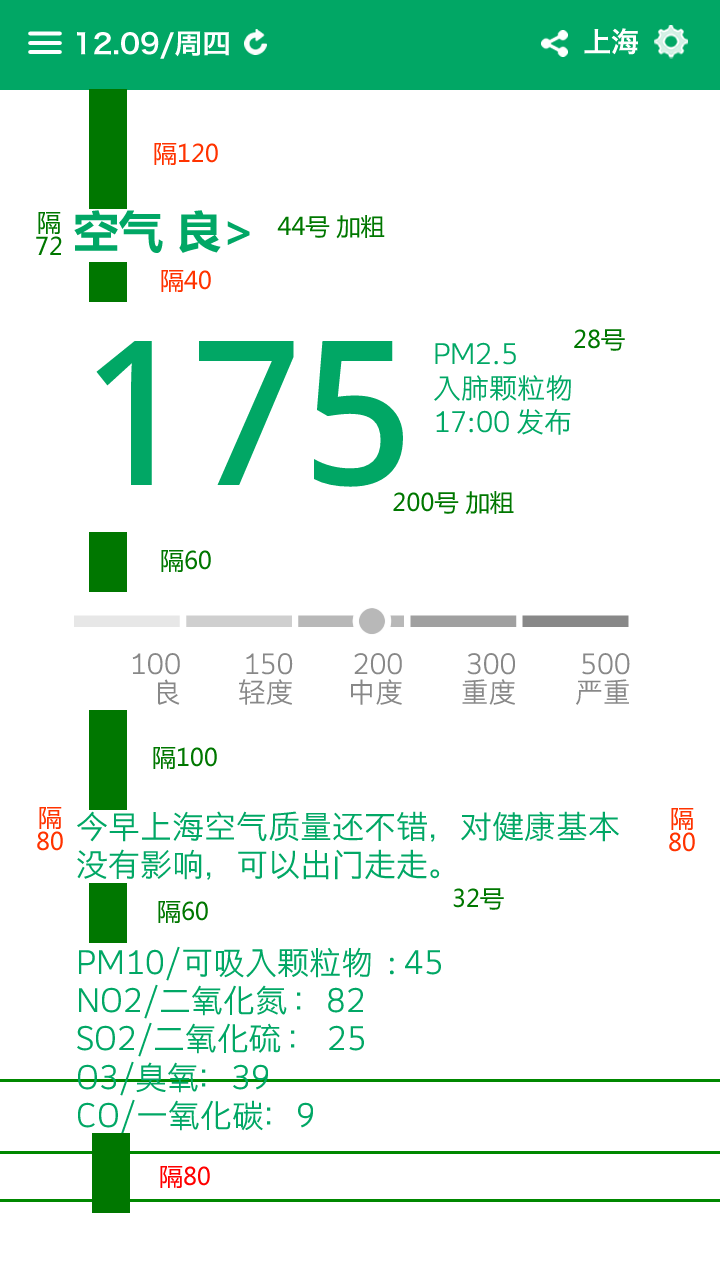 12.09/周四
上海
隔120
隔
72
空气 良>
44号 加粗
隔40
175
PM2.5
入肺颗粒物
17:00 发布
28号
200号 加粗
隔60
100 150 200 300 500
良 轻度 中度 重度 严重
隔100
隔
80
今早上海空气质量还不错，对健康基本
没有影响，可以出门走走。
隔
80
隔60
32号
PM10/可吸入颗粒物 : 45
NO2/二氧化氮： 82
SO2/二氧化硫： 25
O3/臭氧： 39
CO/一氧化碳： 9
隔80